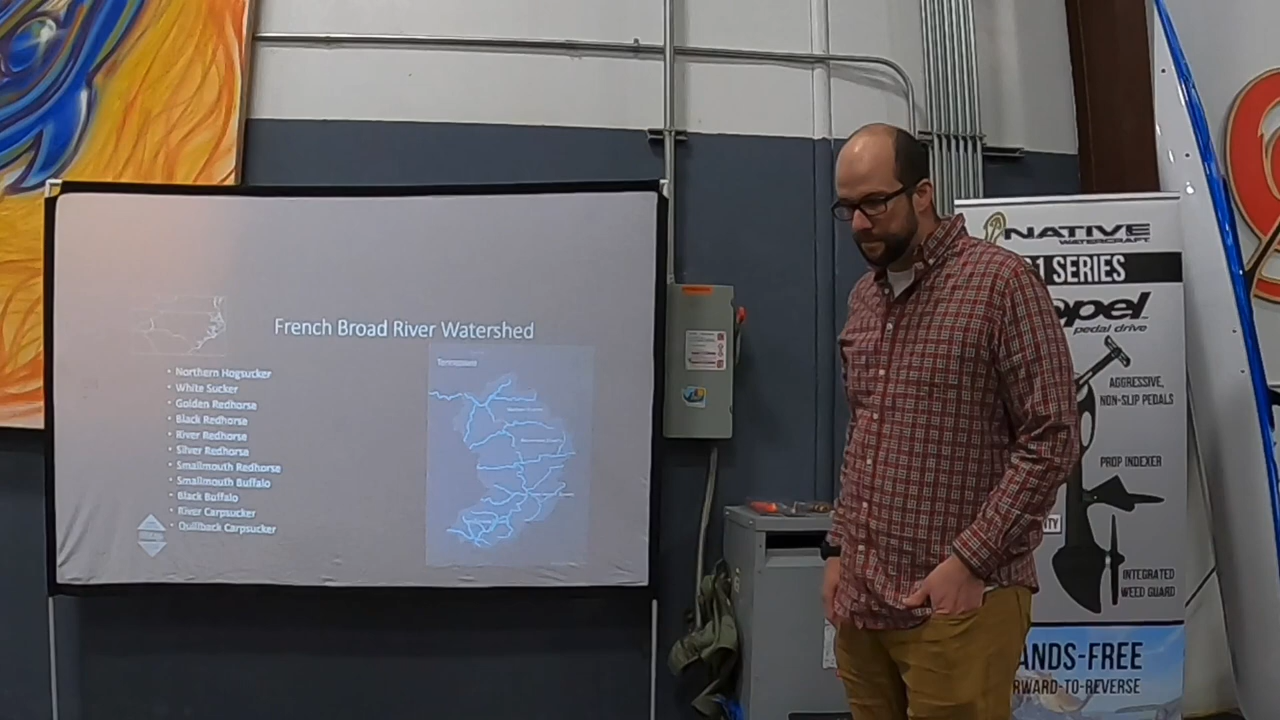 French Broad River Watershed
• Northern Hogsucker
• White Sucker
• Golden Redhorse
• Black Redhorse
• River Redhorse
• Silver Redhorse
• Smallmouth Redhorse
• Smallmouth Buffalo
• Black Buffalo
• River Carpsucker
• Quillback Carpsucker
Tennessee
NATIVE
WATERCRAFT
SERIES
pel
pedal drive
AGGRESSIVE,
NON-SLIP PEDALS
PROP INDEXER
INTEGRATED
WEED GUARD
ANDS-FREE
RWARD-TO-REVERSE